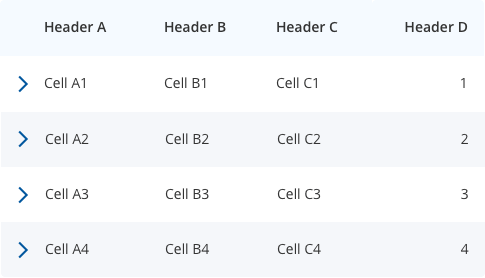 Header A Header B Header C Header D
Cell A1 Cell B1 Cell C1 1
Cell A2 Cell B2 Cell C2 2
Cell A3 Cell B3 Cell C3 3
Cell A4 Cell B4 Cell C4 4